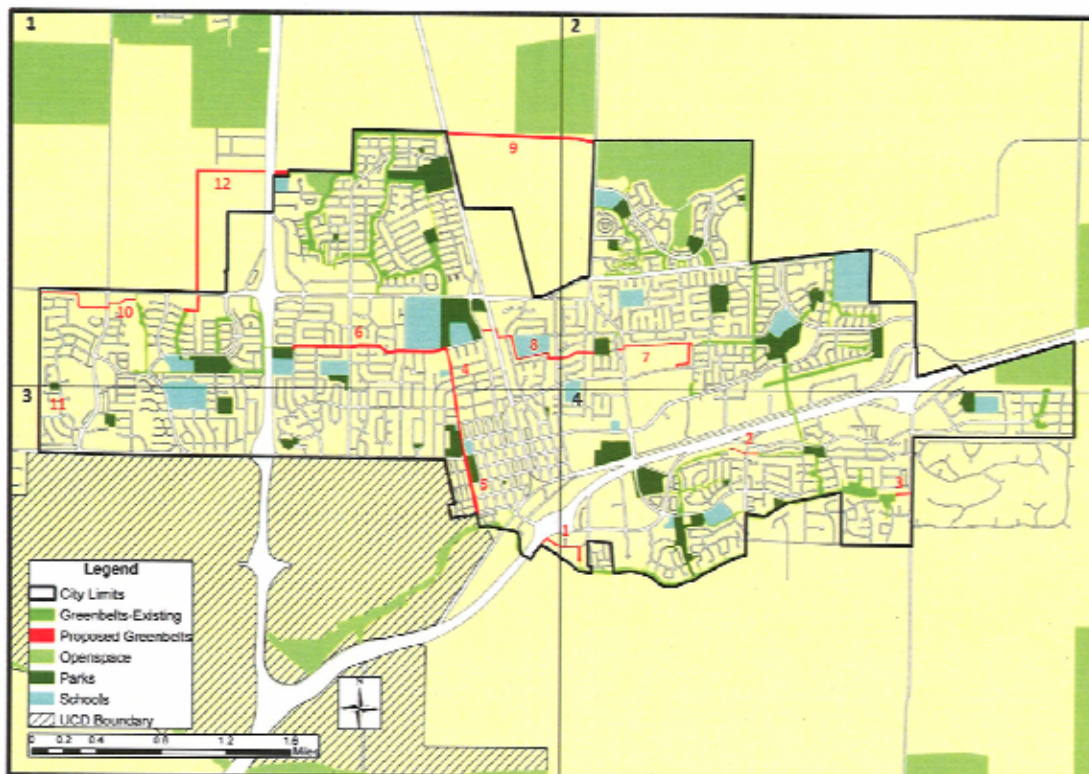 1
2
9
12
10
6
8
7
4
3
11
4
2
5
3
1
Legend
City Limits
Greenbelts-Existing
Proposed Greenbelts
Openspace
Parks
Schools
UCD Boundary
N
0 0.2 0.4 0.8 1.2 1.6
Miles